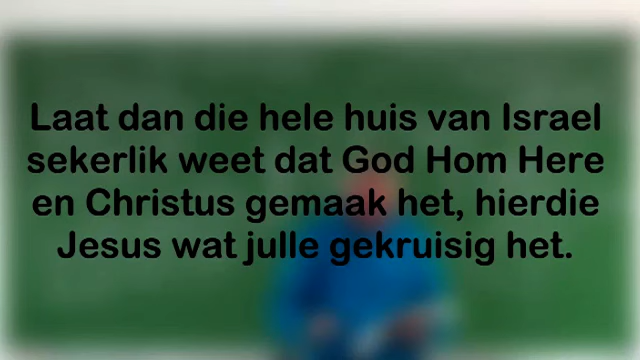 Laat dan die hele huis van Israel
sekerlik weet dat God Hom Here
en Christus gemaak het, hierdie
Jesus wat julle gekruisig het.